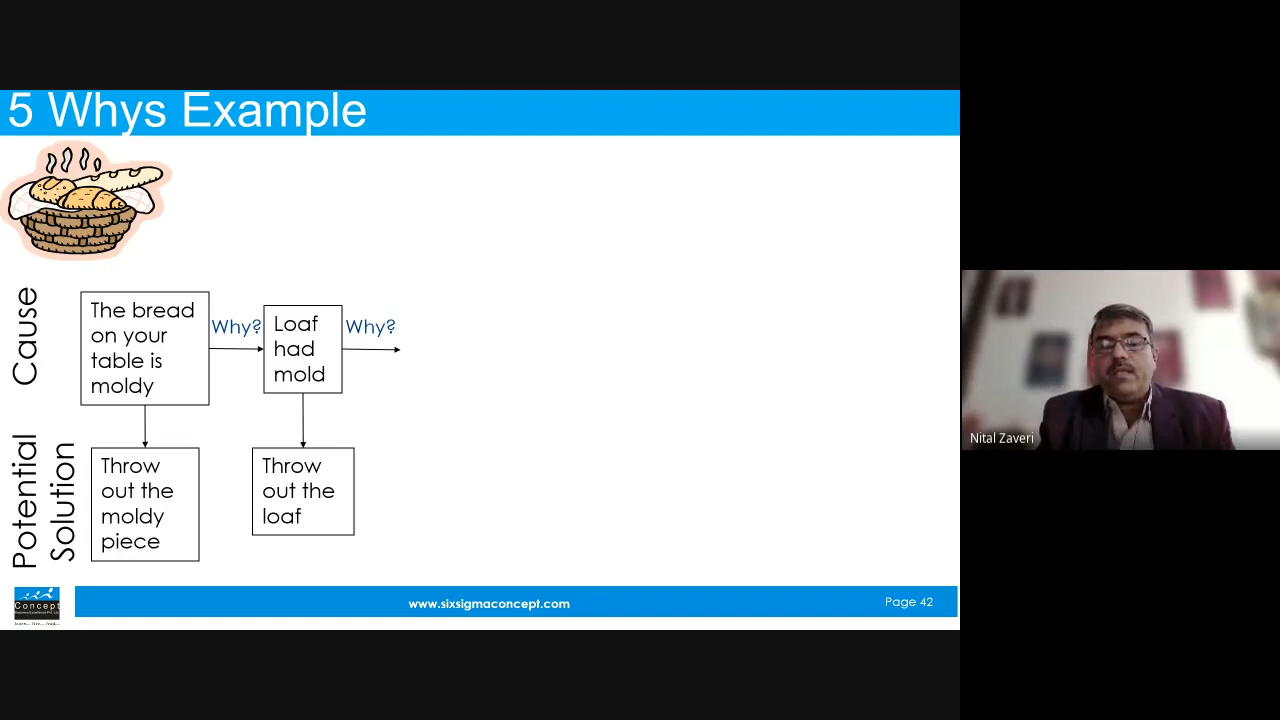 5 Whys Example
Cause
The bread
on your
table is
moldy
Why?
Loaf
had
mold
Why?
Potential
Solution
Throw
out the
moldy
piece
Throw
out the
loaf
Concept
www.sixsigmaconcept.com
Page 42
Nital Zaveri